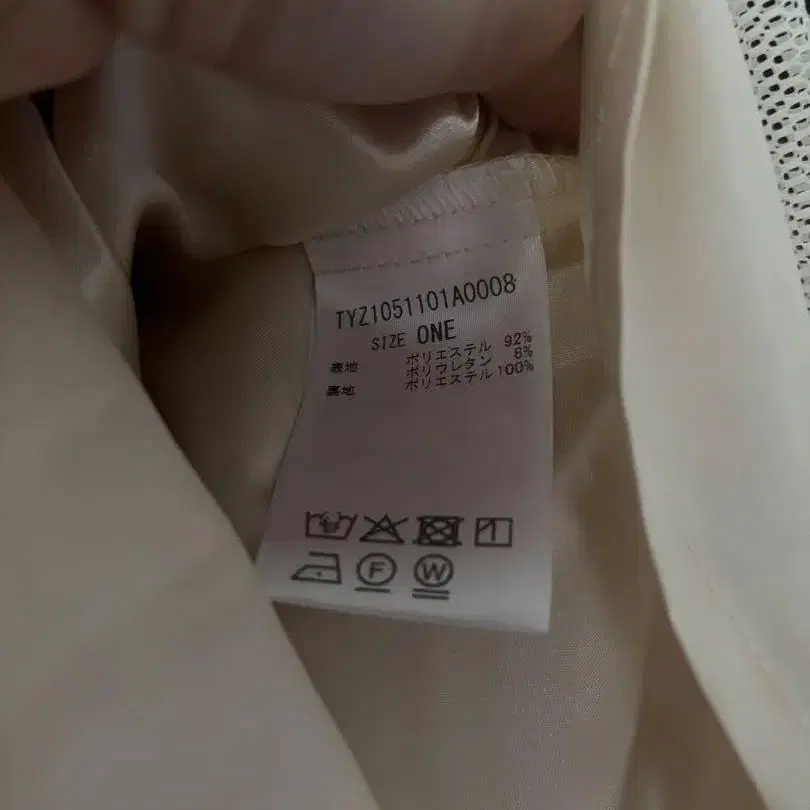 TYZ1051101A0008
SIZE ONE
表地 ポリエステル 92%
ポリウレタン 8%
裏地 ポリエステル 100%
F W